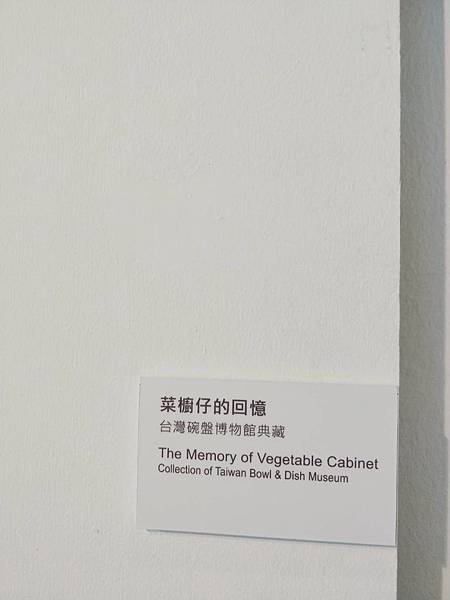 菜櫥仔的回憶
台灣碗盤博物館典藏
The Memory of Vegetable Cabinet
Collection of Taiwan Bowl & Dish Museum